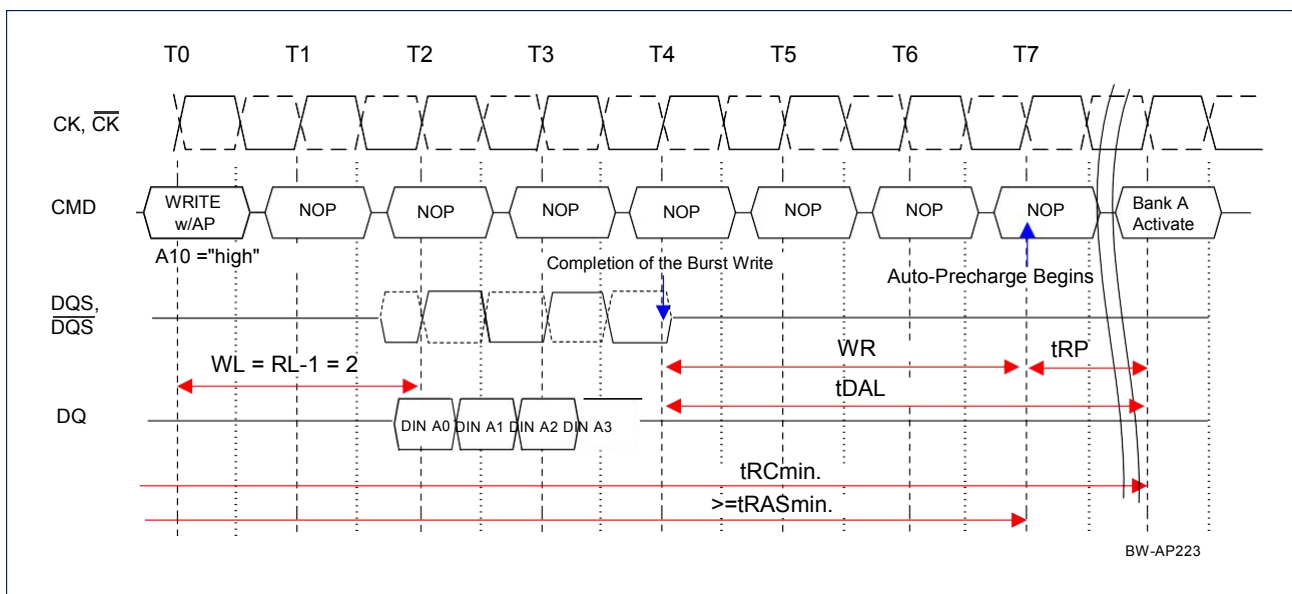 T0 T1 T2 T3 T4 T5 T6 T7
CK, CK
CMD
WRITE w/AP
NOP NOP NOP NOP NOP NOP NOP
Bank A Activate
A10 ="high"
Completion of the Burst Write
Auto-Precharge Begins
DQS,
DQS
WL = RL-1 = 2
WR
tRP
tDAL
DQ
DIN A0 DIN A1 DIN A2 DIN A3
tRCmin.
>=tRASmin.
BW-AP223